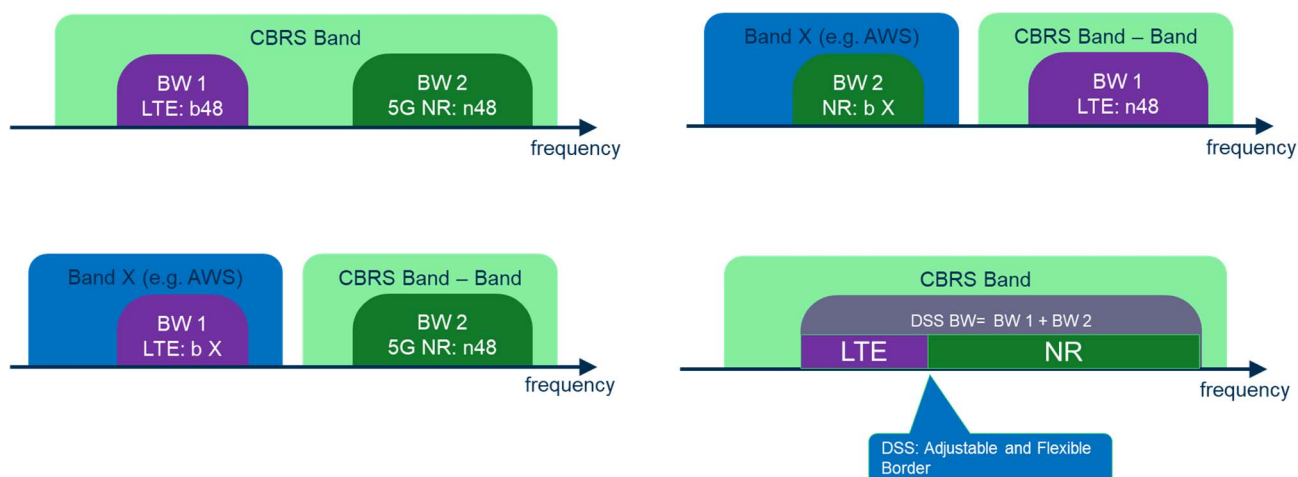 CBRS Band
BW 1
LTE: b48
BW 2
5G NR: n48
frequency
Band X (e.g. AWS)
BW 2
NR: b X
CBRS Band – Band
BW 1
LTE: n48
frequency
Band X (e.g. AWS)
BW 1
LTE: b X
CBRS Band – Band
BW 2
5G NR: n48
frequency
CBRS Band
DSS BW= BW 1 + BW 2
LTE
NR
frequency
DSS: Adjustable and Flexible
Border